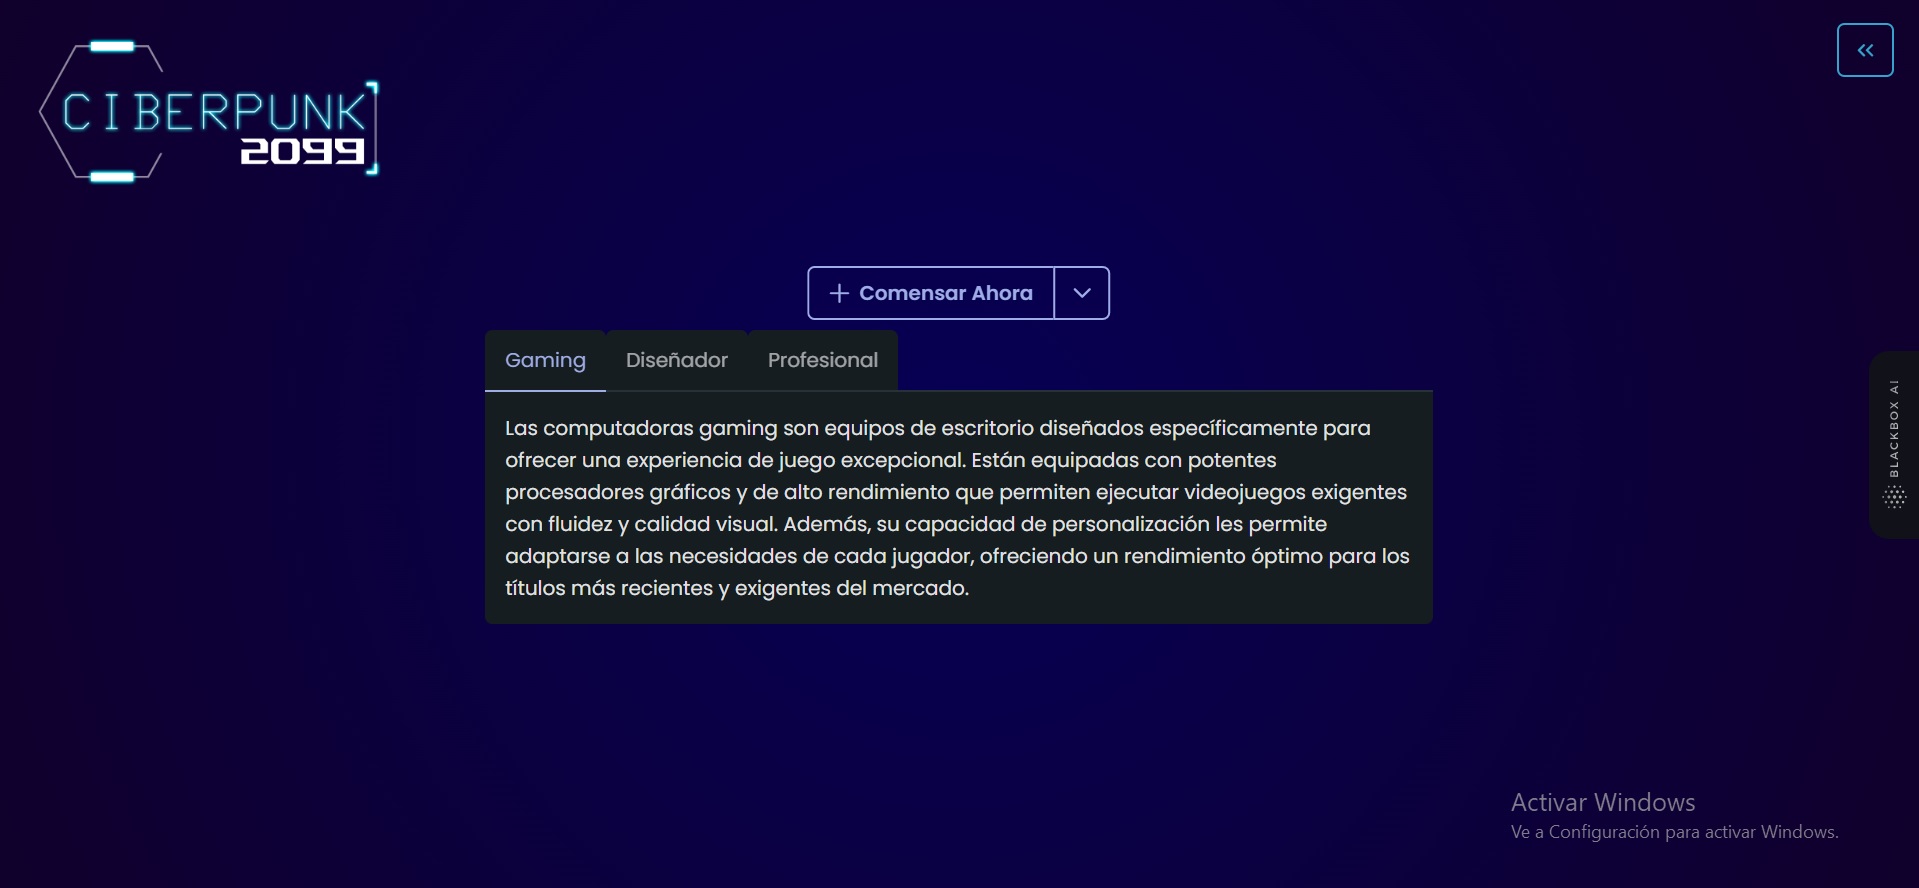 CIBERPUNK
2099
Comensar Ahora
Gaming Diseñador Profesional
Las computadoras gaming son equipos de escritorio diseñados específicamente para
ofrecer una experiencia de juego excepcional. Están equipadas con potentes
procesadores gráficos y de alto rendimiento que permiten ejecutar videojuegos exigentes
con fluidez y calidad visual. Además, su capacidad de personalización les permite
adaptarse a las necesidades de cada jugador, ofreciendo un rendimiento óptimo para los
títulos más recientes y exigentes del mercado.
BLACKBOX AI
Activar Windows
Ve a Configuración para activar Windows.